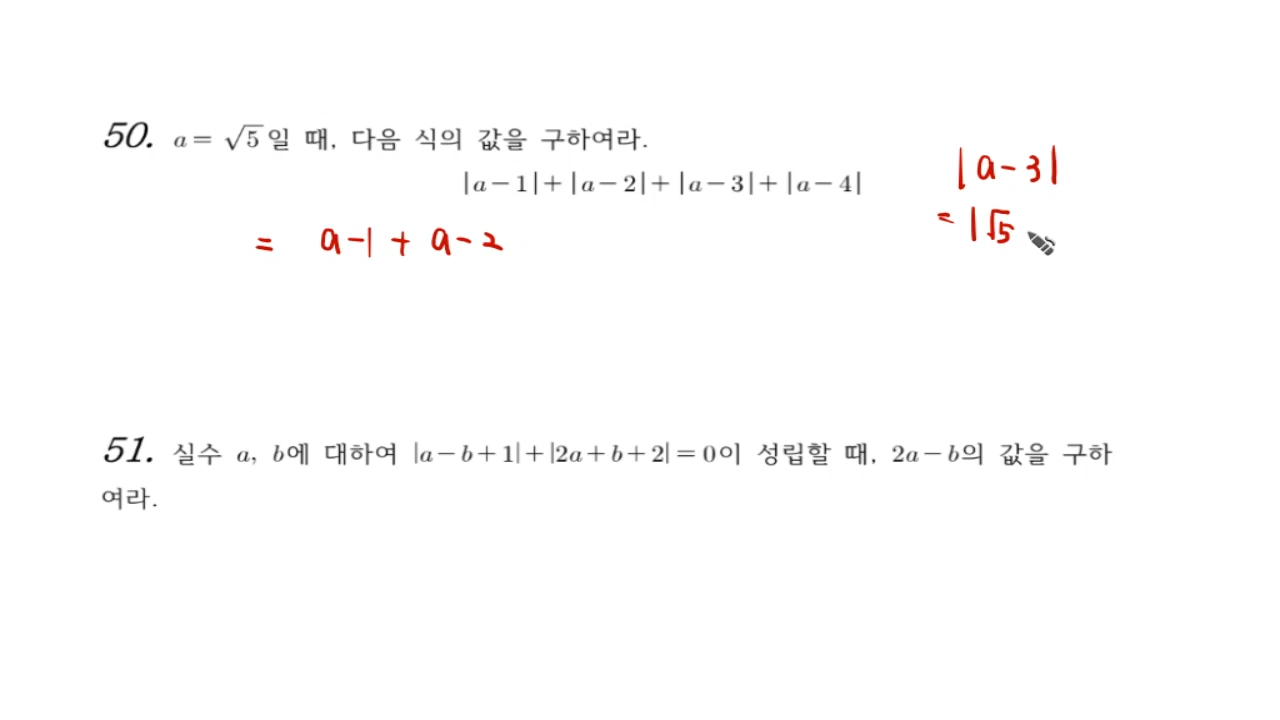 50. a = √5일 때, 다음 식의 값을 구하여라.
|a-1|+|a-2|+|a-3|+|a-4|
|a-3|
= a-1 + a-2
= |√5
51. 실수 a, b에 대하여 |a-b+1|+|2a+b+2|=0이 성립할 때, 2a-b의 값을 구하
여라.